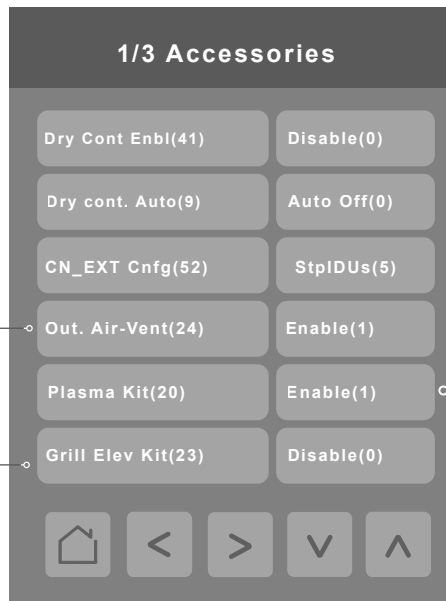 1/3 Accessories
Dry Cont Enbl(41) Disable(0)
Dry cont. Auto(9) Auto Off(0)
CN_EXT Cnfg(52) StpIDUs(5)
Out. Air-Vent(24) Enable(1)
Plasma Kit(20) Enable(1)
Grill Elev Kit(23) Disable(0)